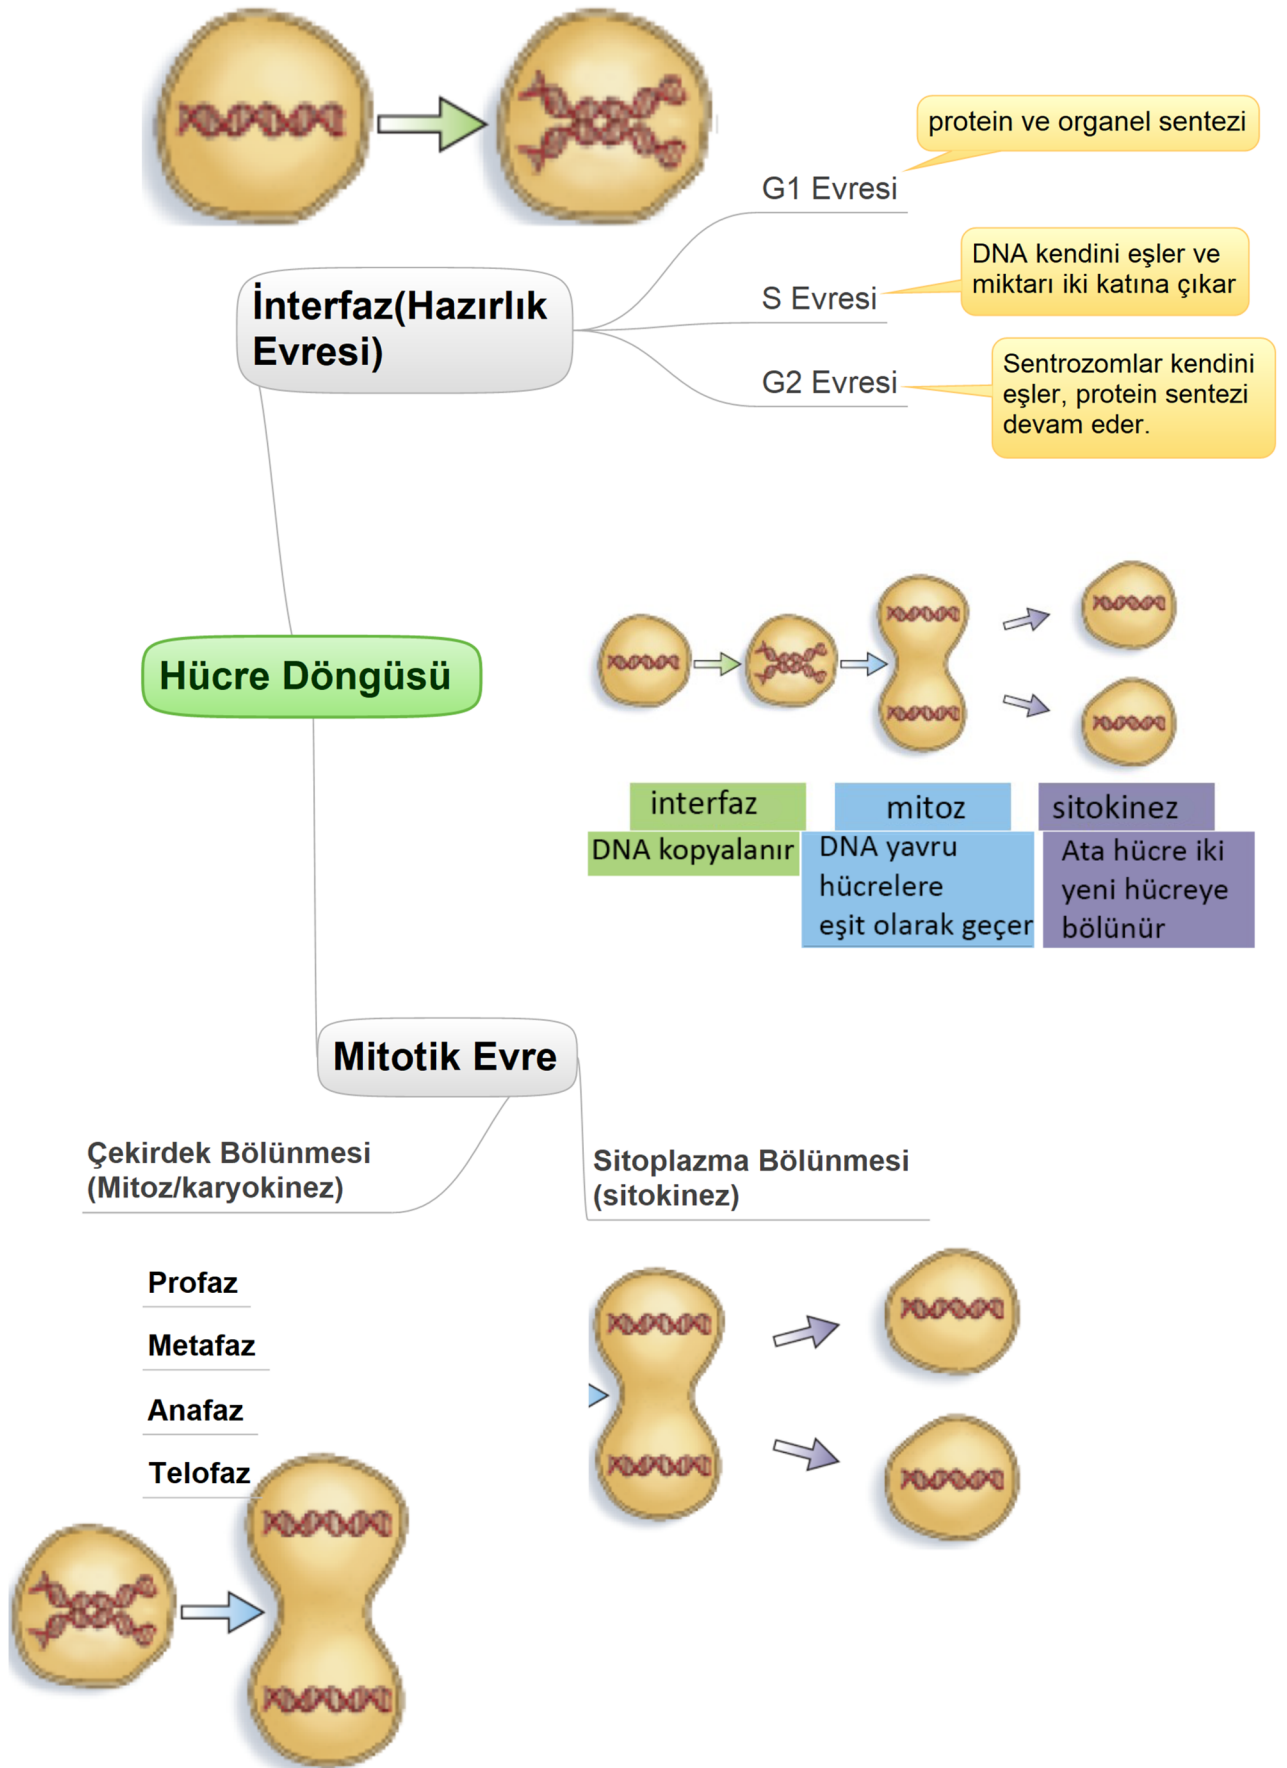 protein ve organel sentezi
G1 Evresi
DNA kendini eşler ve
miktarı iki katına çıkar
S Evresi
İnterfaz(Hazırlık
Evresi)
G2 Evresi
Sentrozomlar kendini
eşler, protein sentezi
devam eder.
Hücre Döngüsü
interfaz
mitoz
sitokinez
DNA kopyalanır
DNA yavru
hücrelere
eşit olarak geçer
Ata hücre iki
yeni hücreye
bölünür
Mitotik Evre
Çekirdek Bölünmesi
(Mitoz/karyokinez)
Sitoplazma Bölünmesi
(sitokinez)
Profaz
Metafaz
Anafaz
Telofaz